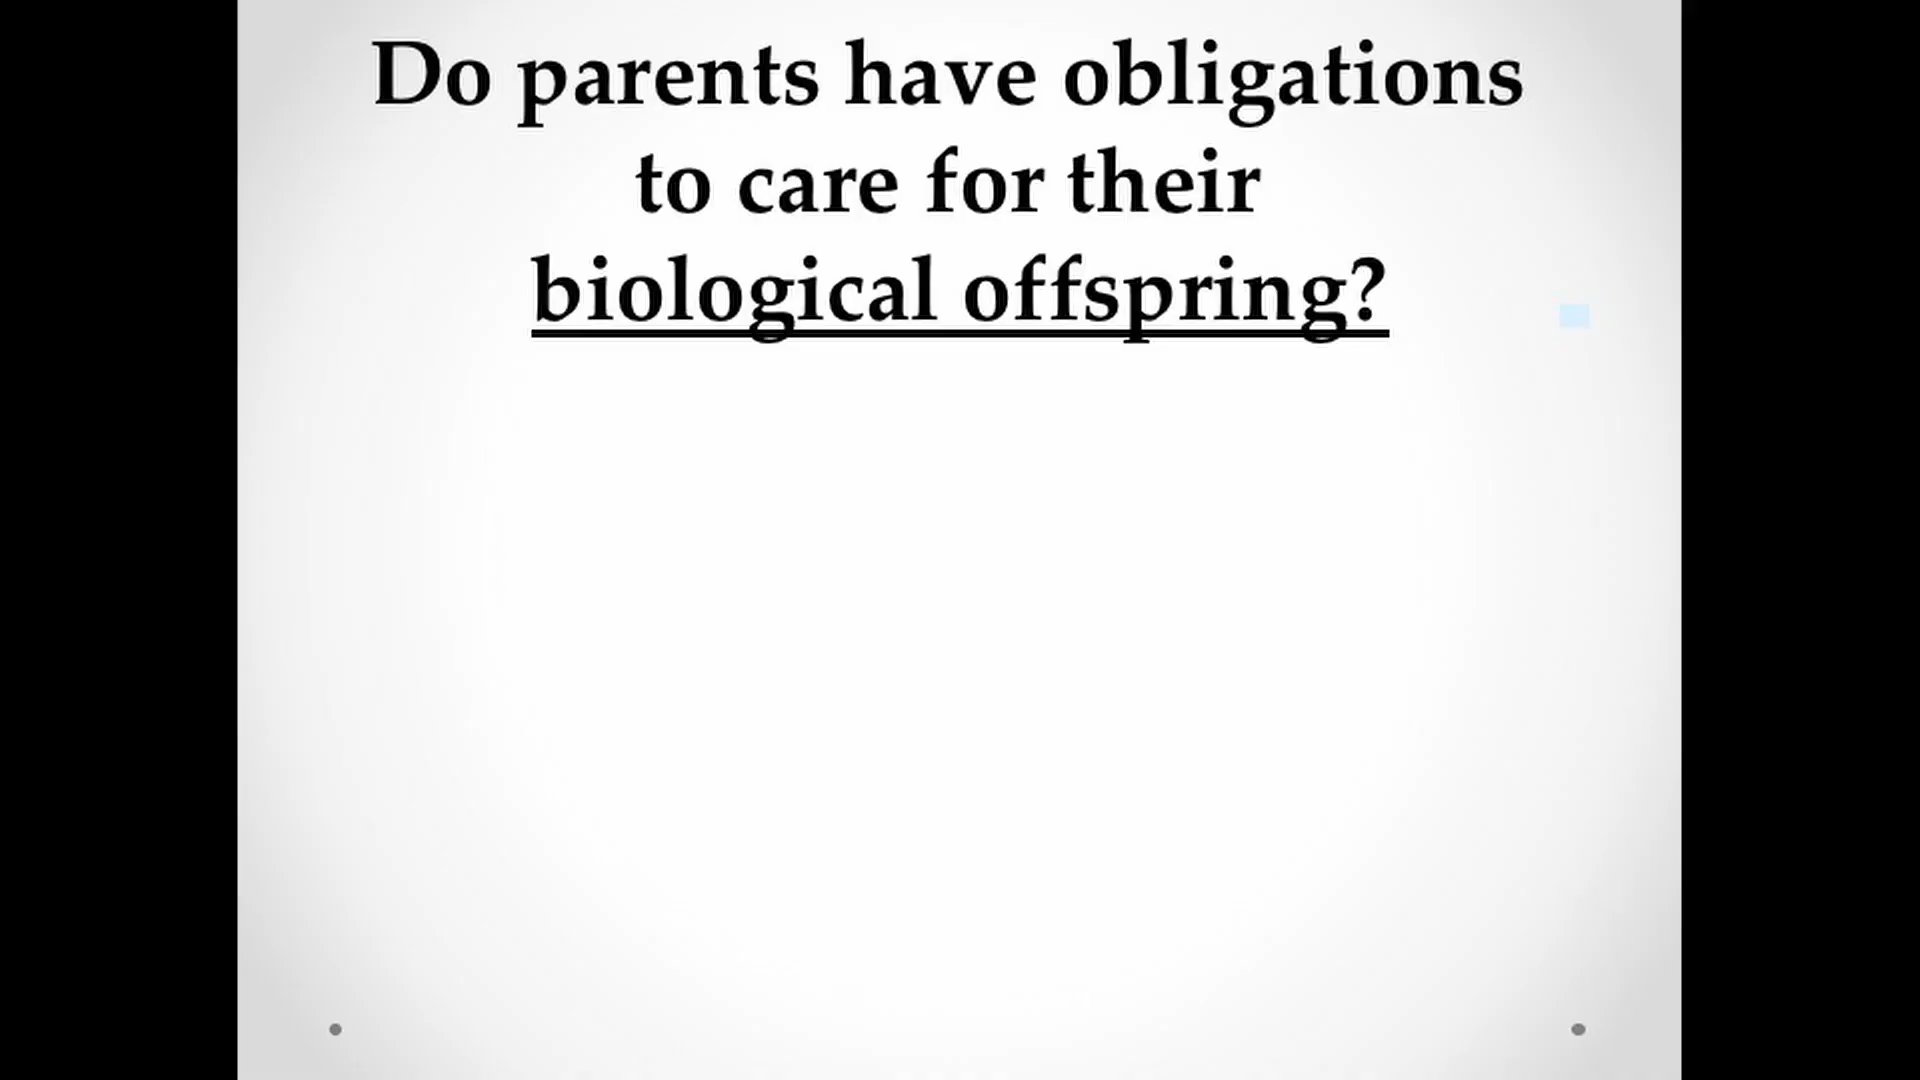 Do parents have obligations
to care for their
biological offspring?